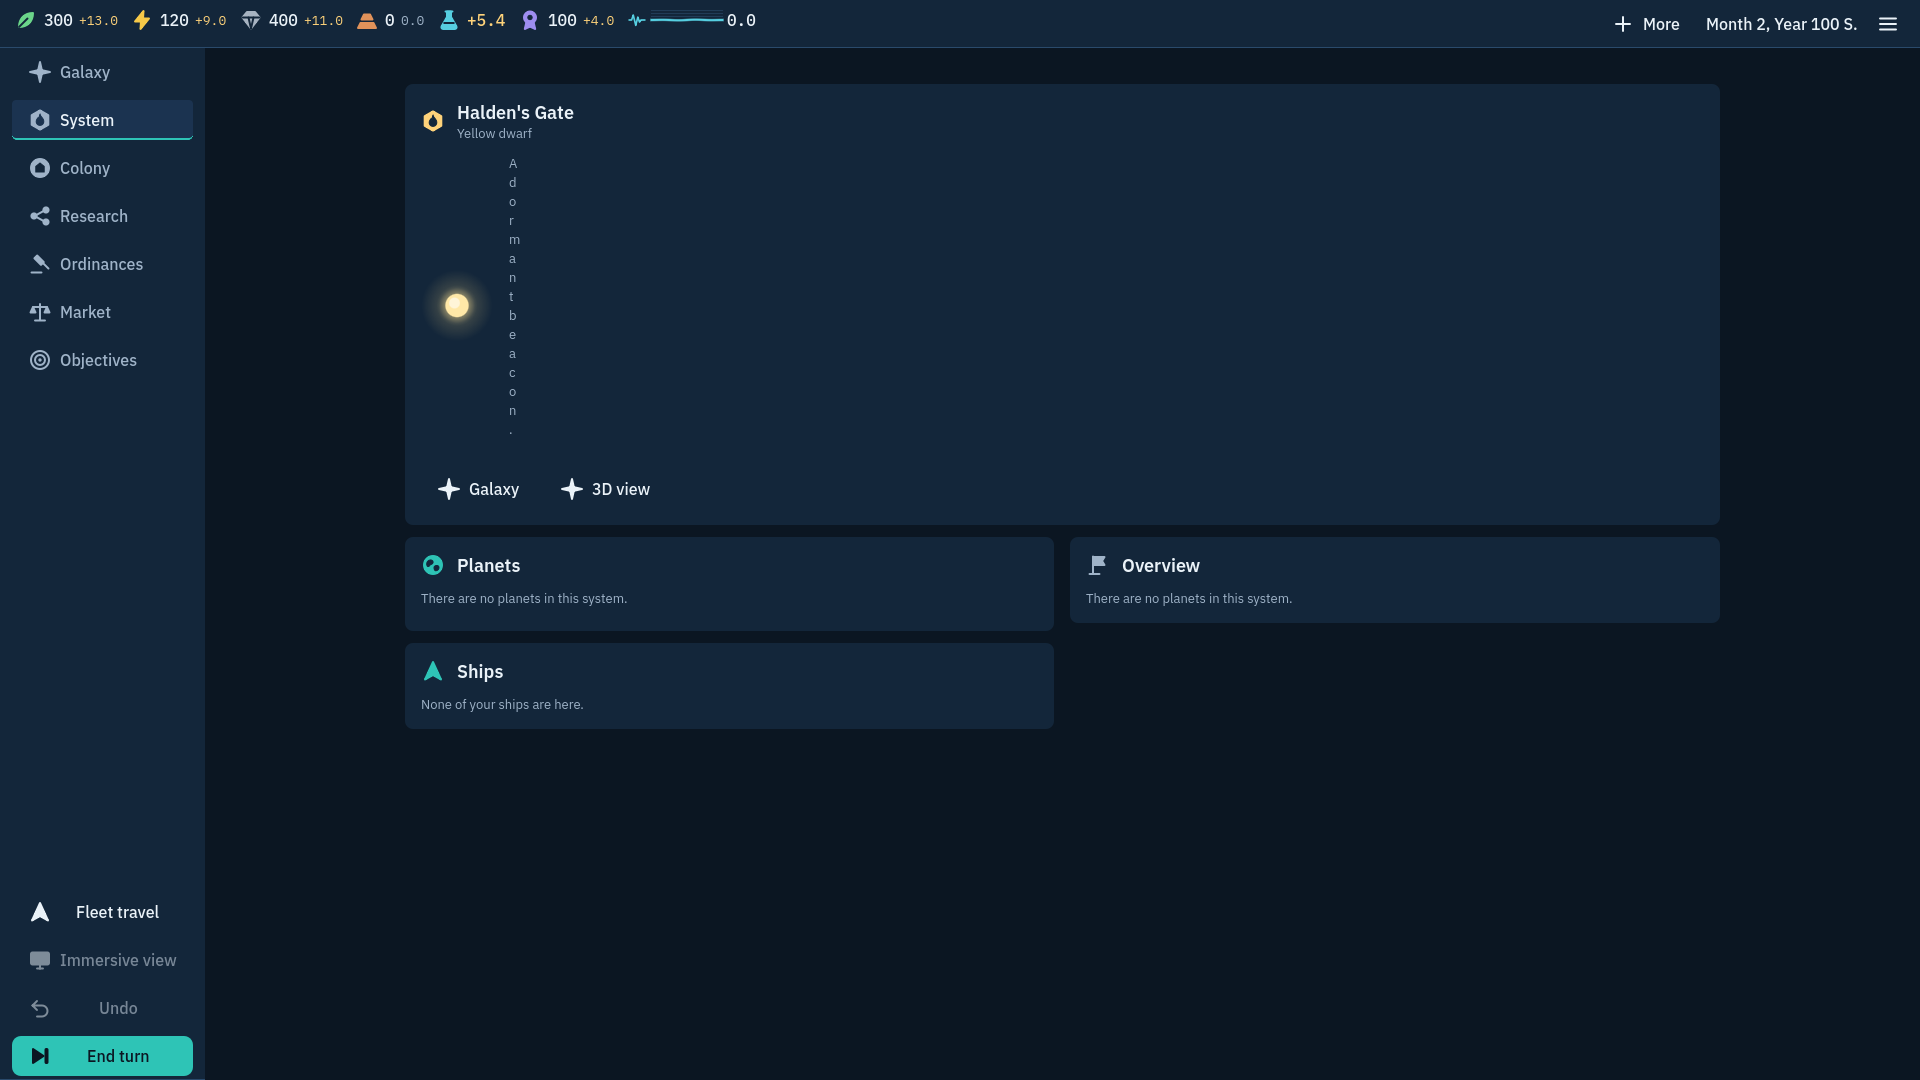 300 +13.0 120 +9.0 400 +11.0 0 0.0 +5.4 100 +4.0 0.0 More Month 2, Year 100 S.
Galaxy
System
Colony
Research
Ordinances
Market
Objectives
Fleet travel
Immersive view
Undo
End turn
Halden's Gate
Yellow dwarf
A
d
o
r
m
a
n
t
b
e
a
c
o
n
.
Galaxy 3D view
Planets
There are no planets in this system.
Overview
There are no planets in this system.
Ships
None of your ships are here.